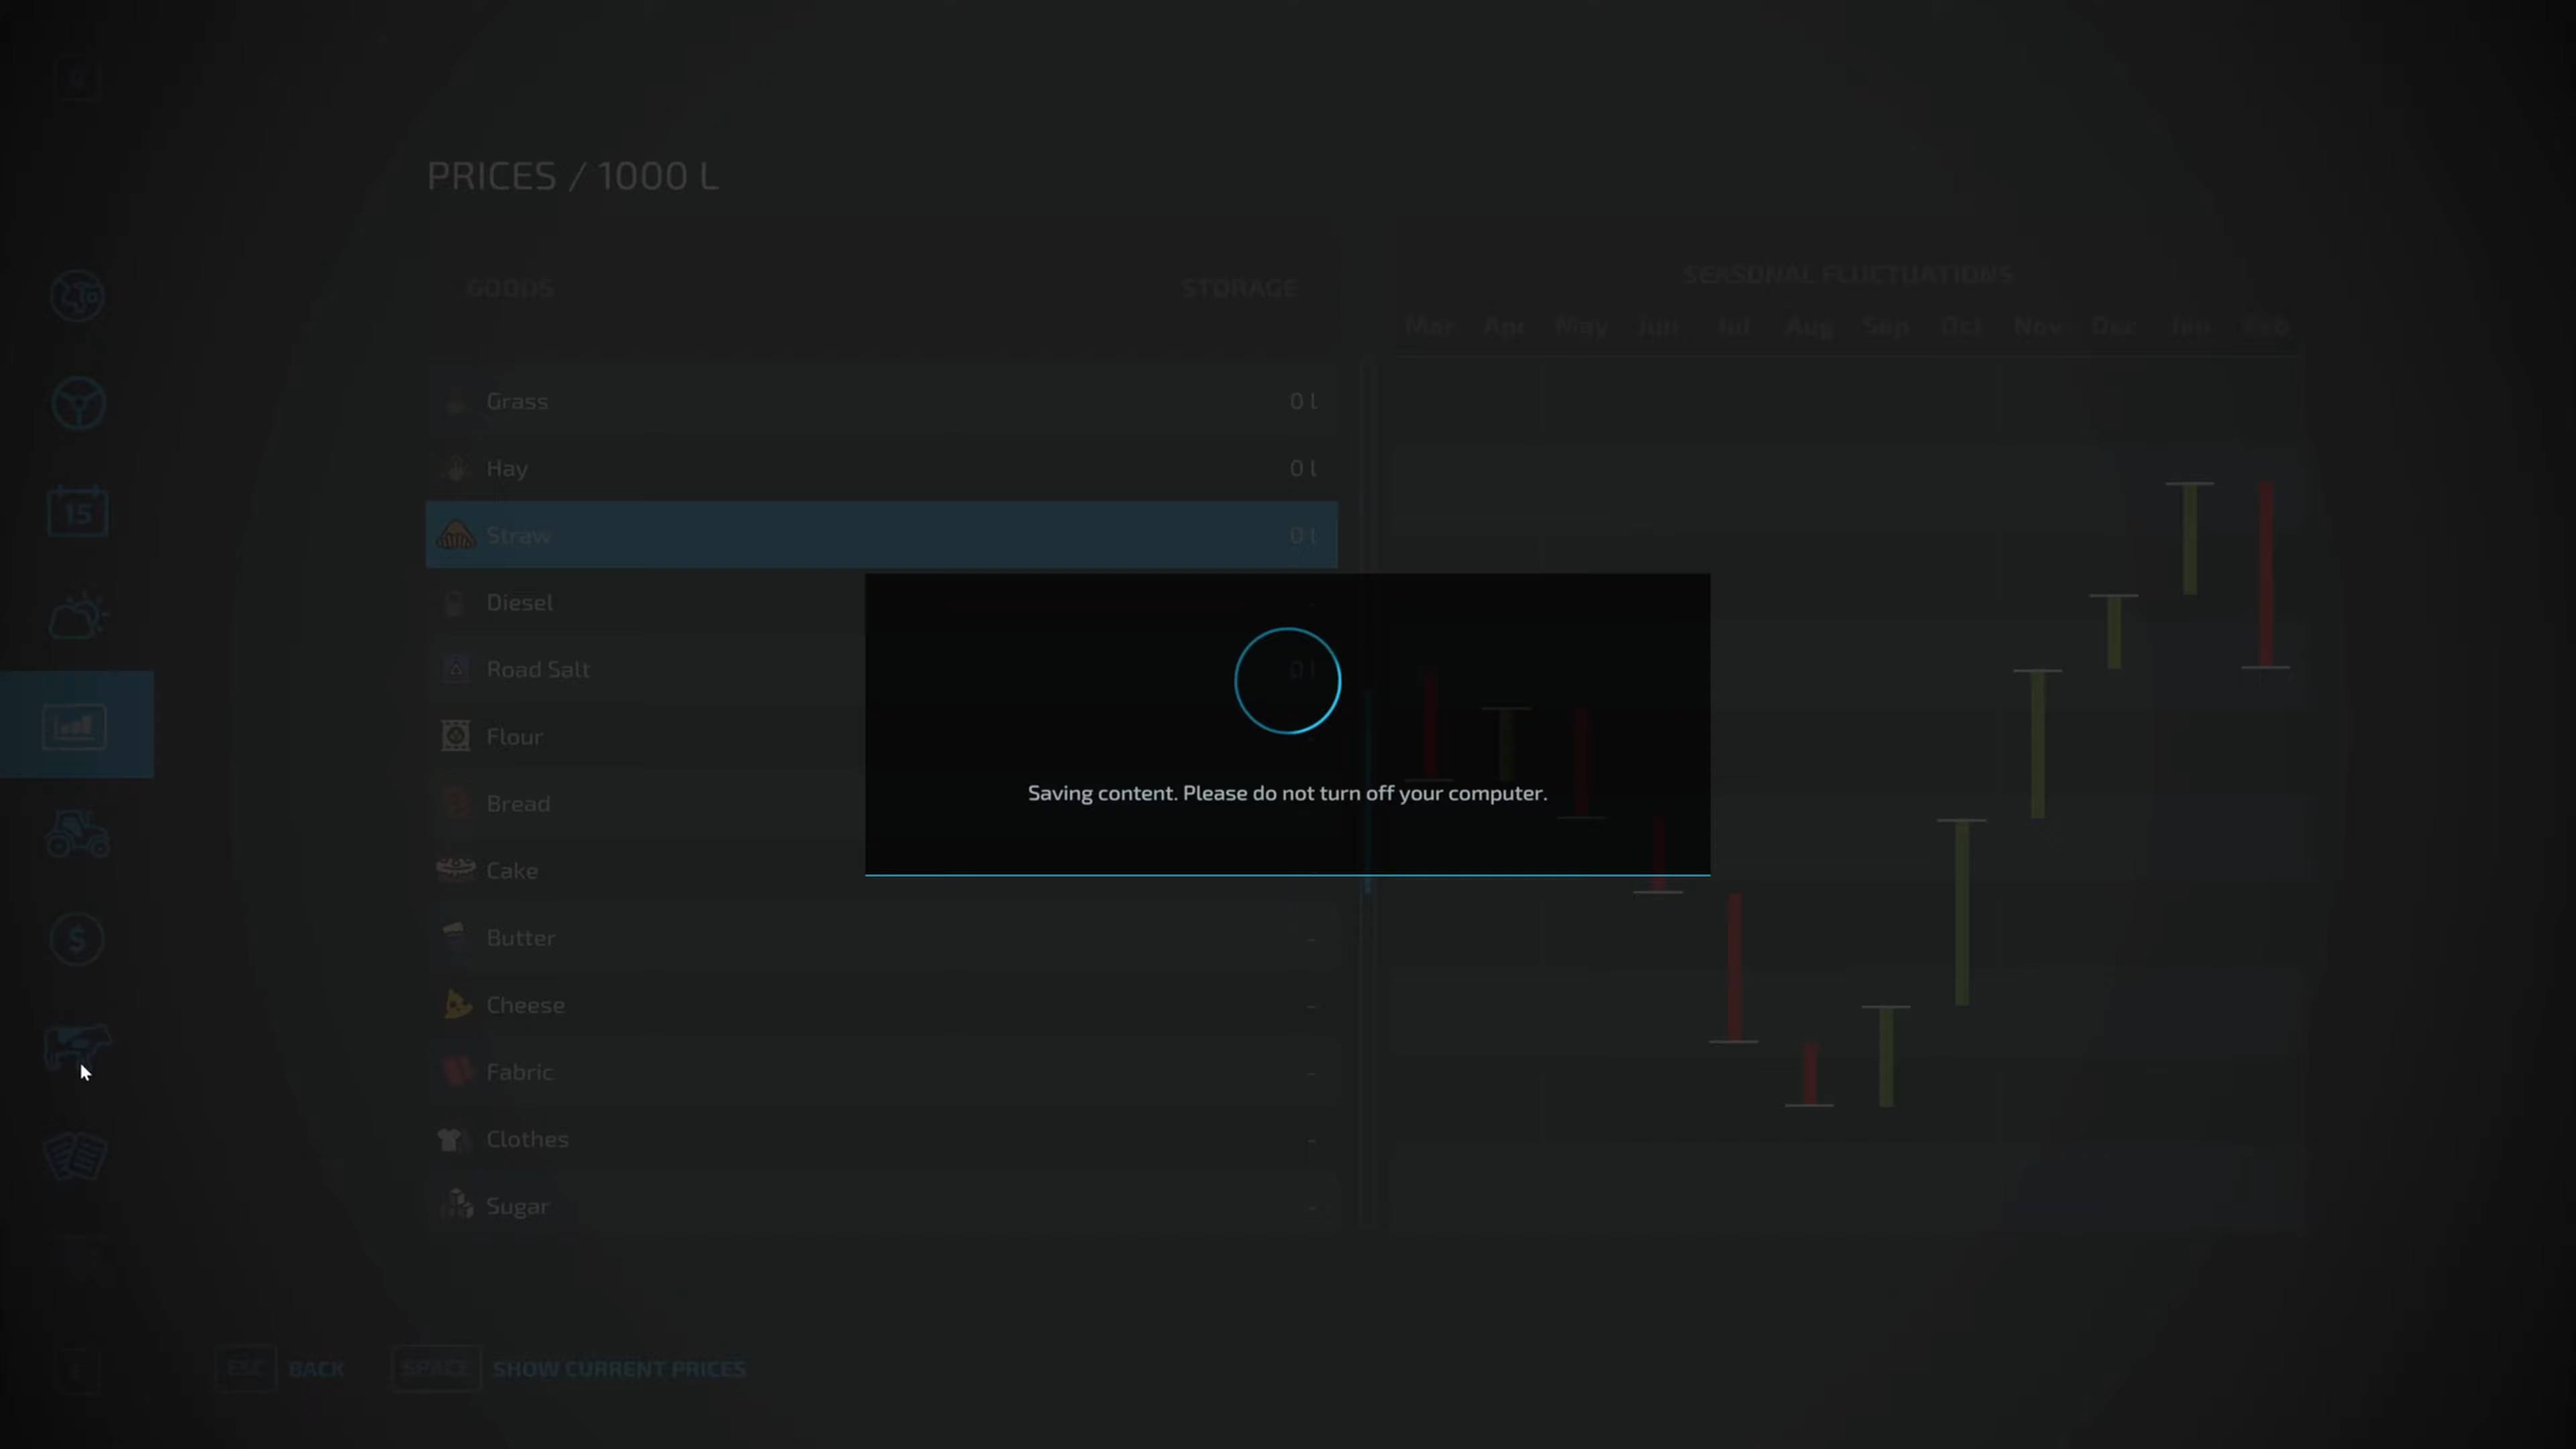 PRICES / 1000 L
GOODS
STORAGE
SEASONAL FLUCTUATIONS
Mar Apr May Jun Jul Aug Sep Oct Nov Dec Jan Feb
Grass 0 l
Hay 0 l
15
Straw 0 l
Diesel -
Road Salt 0 l
Flour
Bread
Saving content. Please do not turn off your computer.
Cake
$
Butter -
Cheese -
Fabric -
Clothes -
Sugar -
ESC BACK
SPACE SHOW CURRENT PRICES